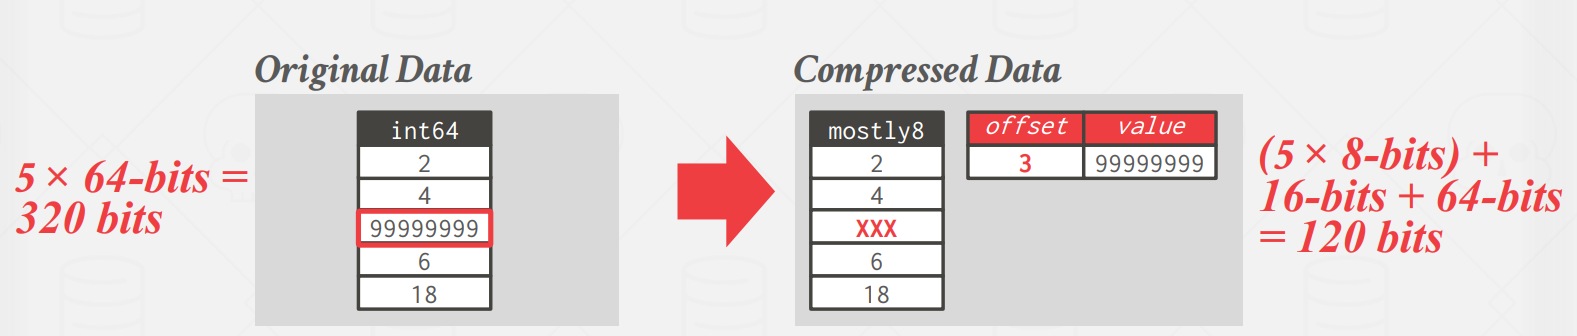 Original Data
Compressed Data
5 × 64-bits =
320 bits
int64
2
4
99999999
6
18
mostly8
2
4
XXX
6
18
offset value
3 99999999
(5 × 8-bits) +
16-bits + 64-bits
= 120 bits